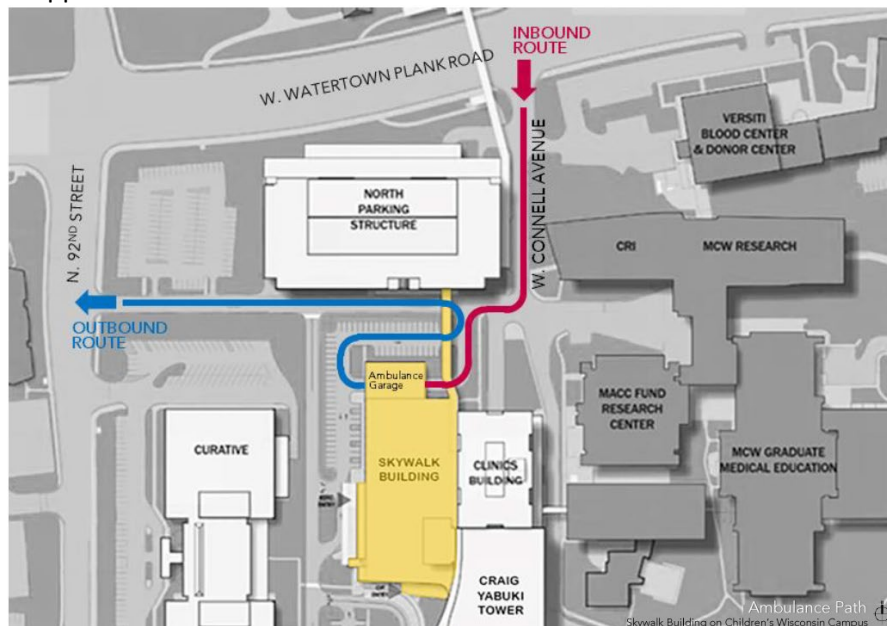 INBOUND
ROUTE
W. WATERTOWN PLANK ROAD
VERSITI
BLOOD CENTER
& DONOR CENTER
W. CONNELL AVENUE
N. 92ND STREET
NORTH
PARKING
STRUCTURE
CRI
MCW RESEARCH
OUTBOUND
ROUTE
Ambulance
Garage
MACC FUND
RESEARCH
CENTER
CURATIVE
SKYWALK
BUILDING
CLINICS
BUILDING
MCW GRADUATE
MEDICAL EDUCATION
ENTRY
CRAIG
YABUKI
TOWER
Ambulance Path
Skywalk Building on Children's Wisconsin Campus